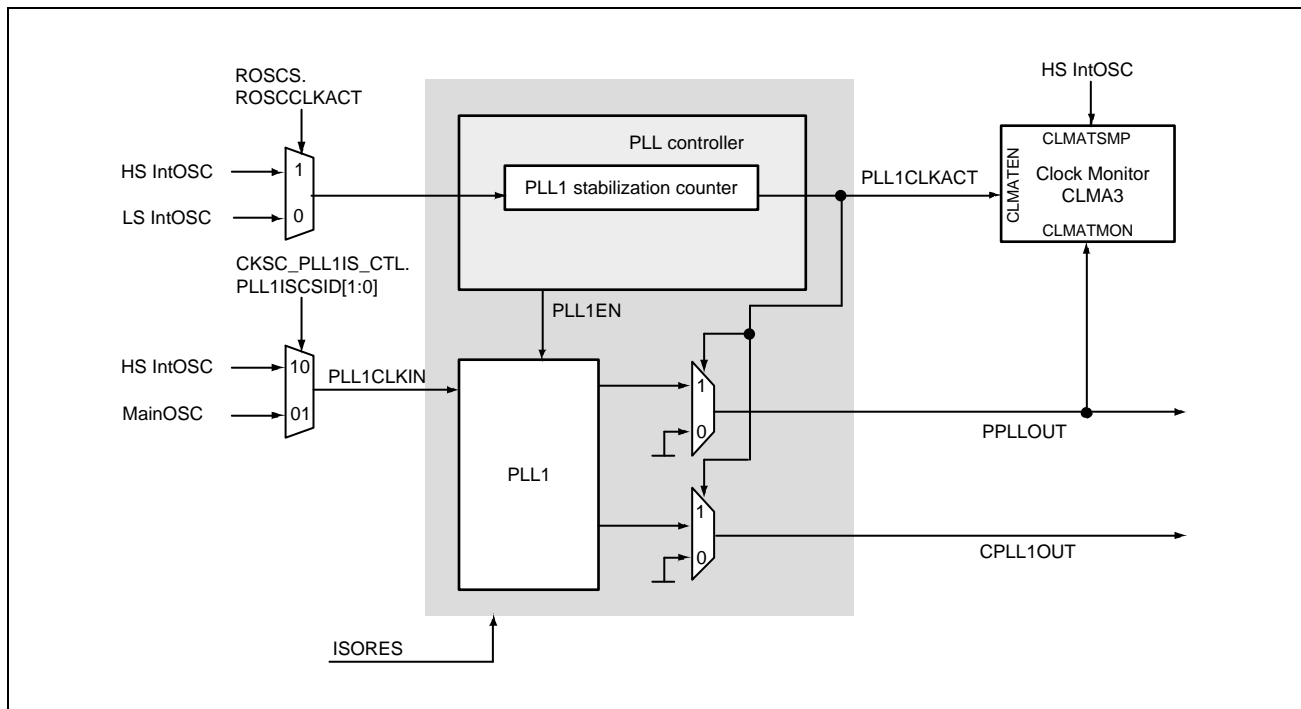 ROSCS.
ROSCCLKACT
HS IntOSC
LS IntOSC
1
0
CKSC_PLL1IS_CTL.
PLL1ISCSID[1:0]
HS IntOSC
MainOSC
10
01
PLL1CLKIN
PLL controller
PLL1 stabilization counter
PLL1EN
PLL1
1
0
1
0
PLL1CLKACT
HS IntOSC
CLMATSMP
CLMATEN
Clock Monitor
CLMA3
CLMATMON
PPLLOUT
CPLL1OUT
ISORES